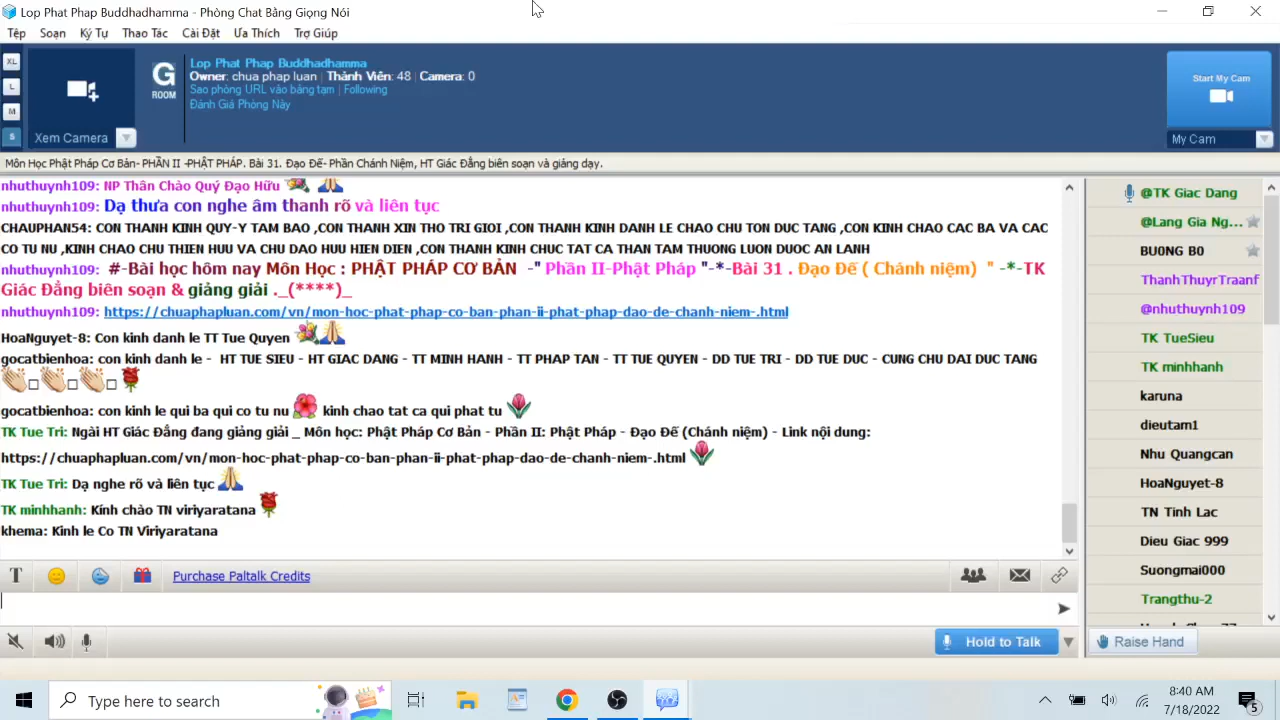 Lop Phat Phap Buddhadhamma - Phòng Chat Bằng Giọng Nói
Tệp Soạn Ký Tự Thao Tác Cài Đặt Ưa Thích Trợ Giúp
XL
L
M
S
Xem Camera
G
ROOM
Lop Phat Phap Buddhadhamma
Owner: chua phap luan | Thành Viên: 48 | Camera: 0
Sao phỏng URL vào bảng tạm | Following
Đánh Giá Phòng Này
Start My Cam
My Cam
Môn Học Phật Pháp Cơ Bản- PHẦN II -PHẬT PHÁP. Bài 31. Đạo Đế- Phần Chánh Niệm, HT Giác Đẳng biên soạn và giảng dạy.
nhuthuynh109: NP Thân Chào Quý Đạo Hữu
nhuthuynh109: Dạ thưa con nghe âm thanh rõ và liên tục
CHAUPHAN54: CON THANH KINH QUY-Y TAM BAO ,CON THANH XIN THO TRI GIOI ,CON THANH KINH DANH LE CHAO CHU TON DUC TANG ,CON KINH CHAO CAC BA VA CAC
CO TU NU ,KINH CHAO CHU THIEN HUU VA CHU DAO HUU HIEN DIEN ,CON THANH KINH CHUC TAT CA THAN TAM THUONG LUON DUOC AN LANH
nhuthuynh109: #-Bài học hôm nay Môn Học : PHẬT PHÁP CƠ BẢN -" Phần II-Phật Pháp "-*-Bài 31 . Đạo Đế ( Chánh niệm) " -*-TK
Giác Đẳng biên soạn & giảng giải ._(****)_
nhuthuynh109: https://chuaphapluan.com/vn/mon-hoc-phat-phap-co-ban-phan-ii-phat-phap-dao-de-chanh-niem-.html
HoaNguyet-8: Con kinh danh le TT Tue Quyen
gocatbienhoa: con kinh danh le - HT TUE SIEU - HT GIAC DANG - TT MINH HANH - TT PHAP TAN - TT TUE QUYEN - DD TUE TRI - DD TUE DUC - CUNG CHU DAI DUC TANG
gocatbienhoa: con kinh le qui ba qui co tu nu kinh chao tat ca qui phat tu
TK Tue Tri: Ngài HT Giác Đẳng đang giảng giải _ Môn học: Phật Pháp Cơ Bản - Phần II: Phật Pháp - Đạo Đế (Chánh niệm) - Link nội dung:
https://chuaphapluan.com/vn/mon-hoc-phat-phap-co-ban-phan-ii-phat-phap-dao-de-chanh-niem-.html
TK Tue Tri: Dạ nghe rõ và liên tục
TK minhhanh: Kính chào TN viriyaratana
khema: Kinh le Co TN Viriyaratana
@TK Giac Dang
@Lang Gia Ng...
BU0NG B0
ThanhThuyrTraanf
@nhuthuynh109
TK TueSieu
TK minhhanh
karuna
dieutam1
Nhu Quangcan
HoaNguyet-8
TN Tinh Lac
Dieu Giac 999
Suongmai000
Trangthu-2
T Purchase Paltalk Credits
Hold to Talk
Raise Hand
Type here to search
8:40 AM
7/18/2022
5